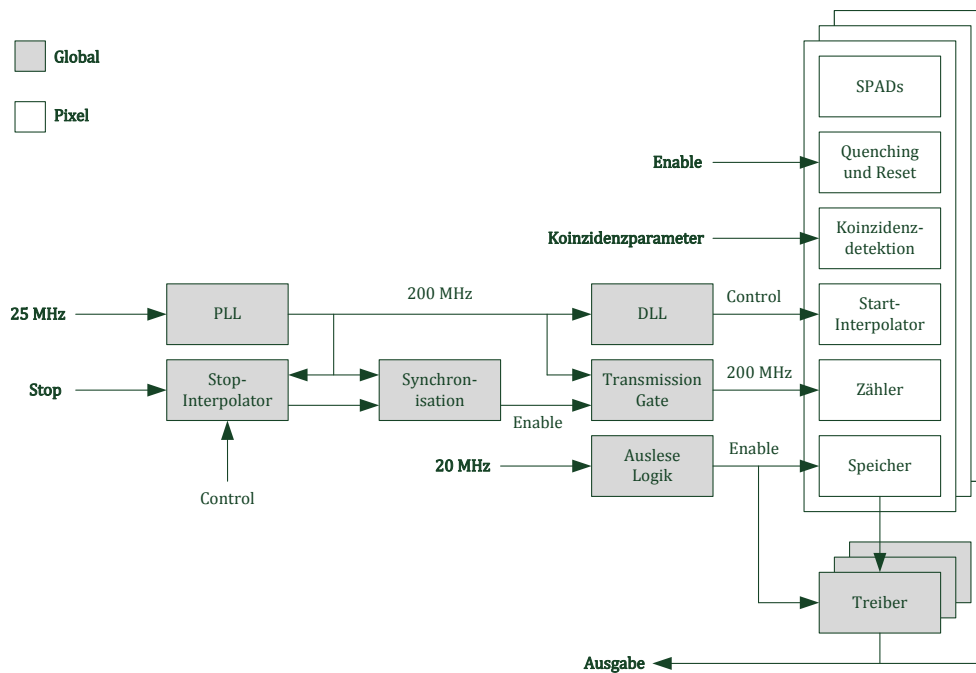 Global
Pixel
SPADs
Enable
Quenching
und Reset
Koinzidenzparameter
Koinzidenz-
detektion
25 MHz
PLL
200 MHz
DLL
Control
Start-
Interpolator
Stop
Stop-
Interpolator
Synchron-
isation
Enable
Transmission
Gate
200 MHz
Zähler
Control
20 MHz
Auslese
Logik
Enable
Speicher
Treiber
Ausgabe